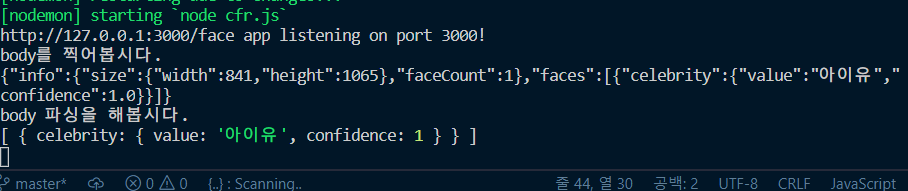 [nodemon] starting `node cfr.js`
http://127.0.0.1:3000/face app listening on port 3000!
body를 찍어봅시다.
{"info":{"size":{"width":841,"height":1065},"faceCount":1},"faces":[{"celebrity":{"value":"아이유","
confidence":1.0}}]}
body 파싱을 해봅시다.
[ { celebrity: { value: '아이유', confidence: 1 } } ]
master* 0 0 {..} : Scanning.. 줄 44, 열 30 공백: 2 UTF-8 CRLF JavaScript